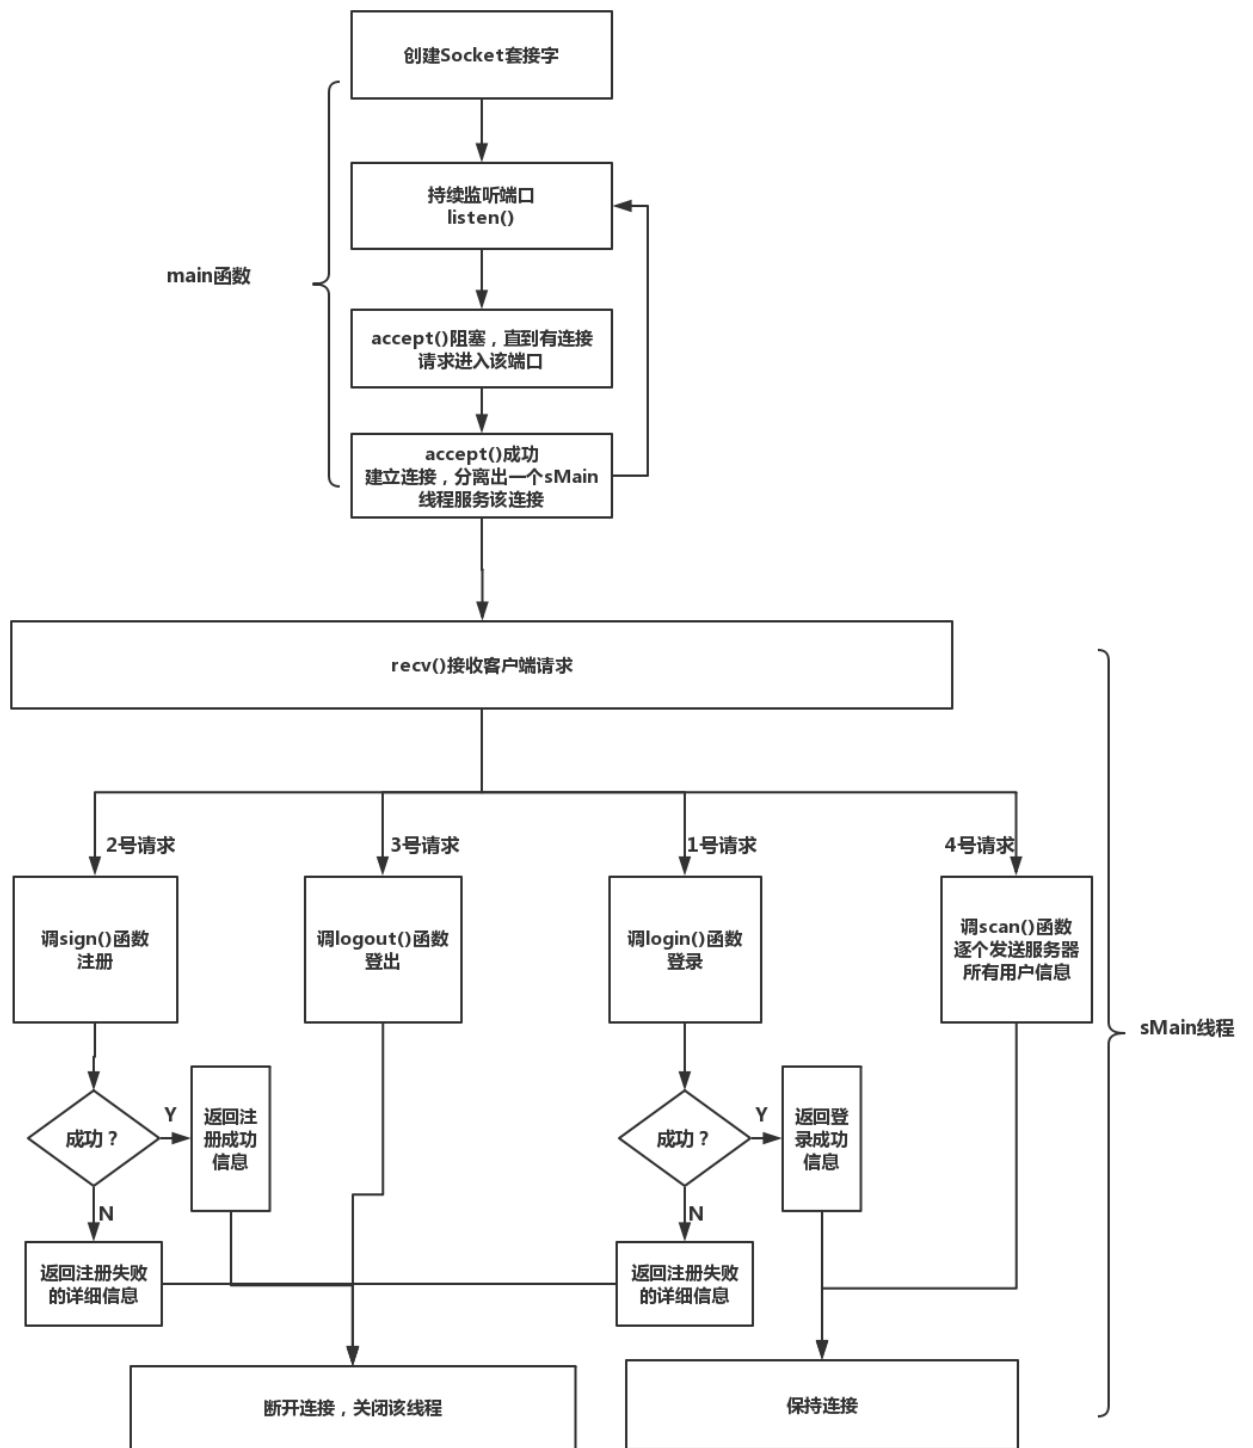 创建Socket套接字
持续监听端口
listen()
main函数
accept()阻塞，直到有连接
请求进入该端口
accept()成功
建立连接，分离出一个sMain
线程服务该连接
recv()接收客户端请求
2号请求
3号请求
1号请求
4号请求
调sign()函数
注册
调logout()函数
登出
调login()函数
登录
调scan()函数
逐个发送服务器
所有用户信息
sMain线程
成功？
Y
返回注
册成功
信息
成功？
Y
返回登
录成功
信息
N
N
返回注册失败
的详细信息
返回注册失败
的详细信息
断开连接，关闭该线程
保持连接